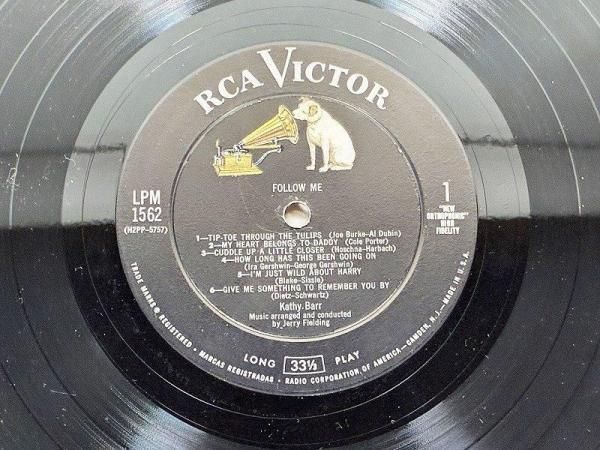 RCA VICTOR
FOLLOW ME
LPM
1562
(H2PP-5757)
1
"NEW
ORTHOPHONIC"
HIGH
FIDELITY
1—TIP-TOE THROUGH THE TULIPS (Joe Burke-Al Dubin)
2—MY HEART BELONGS TO DADDY (Cole Porter)
3—CUDDLE UP A LITTLE CLOSER (Hoschna-Harbach)
4—HOW LONG HAS THIS BEEN GOING ON
(Ira Gershwin-George Gershwin)
5—I'M JUST WILD ABOUT HARRY
(Blake-Sissle)
6—GIVE ME SOMETHING TO REMEMBER YOU BY
(Dietz-Schwartz)
Kathy Barr
Music arranged and conducted
by Jerry Fielding
LONG 33⅓ PLAY
TRADE MARKS ® REGISTERED • MARCAS REGISTRADAS • RADIO CORPORATION OF AMERICA—CAMDEN, N.J.—MADE IN U.S.A.